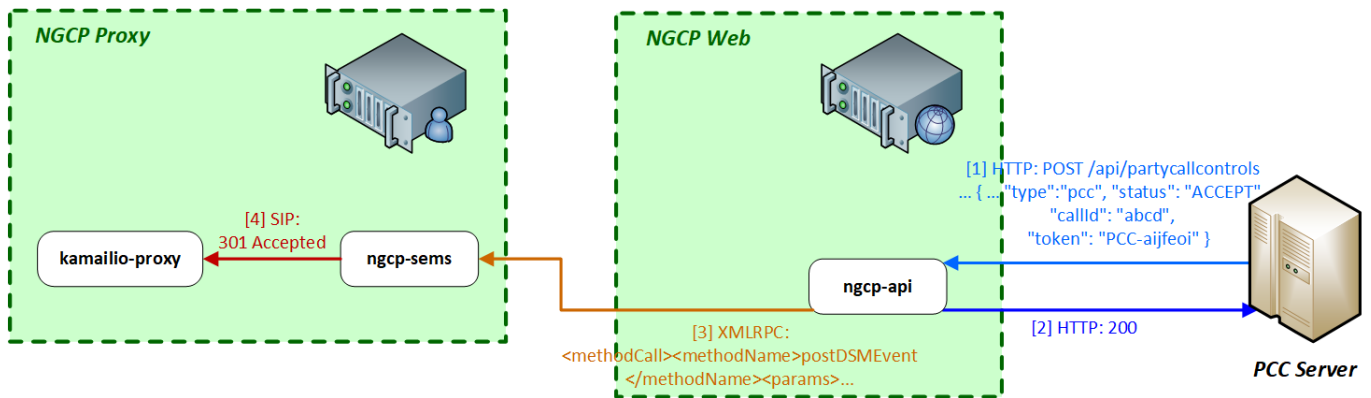 NGCP Proxy
NGCP Web
[1] HTTP: POST /api/partycallcontrols
... { ... "type":"pcc", "status": "ACCEPT"
"callId": "abcd",
"token": "PCC-aijfeoi" }
[4] SIP:
301 Accepted
kamailio-proxy
ngcp-sems
ngcp-api
[2] HTTP: 200
[3] XMLRPC:
<methodCall><methodName>postDSMEvent
</methodName><params>...
PCC Server